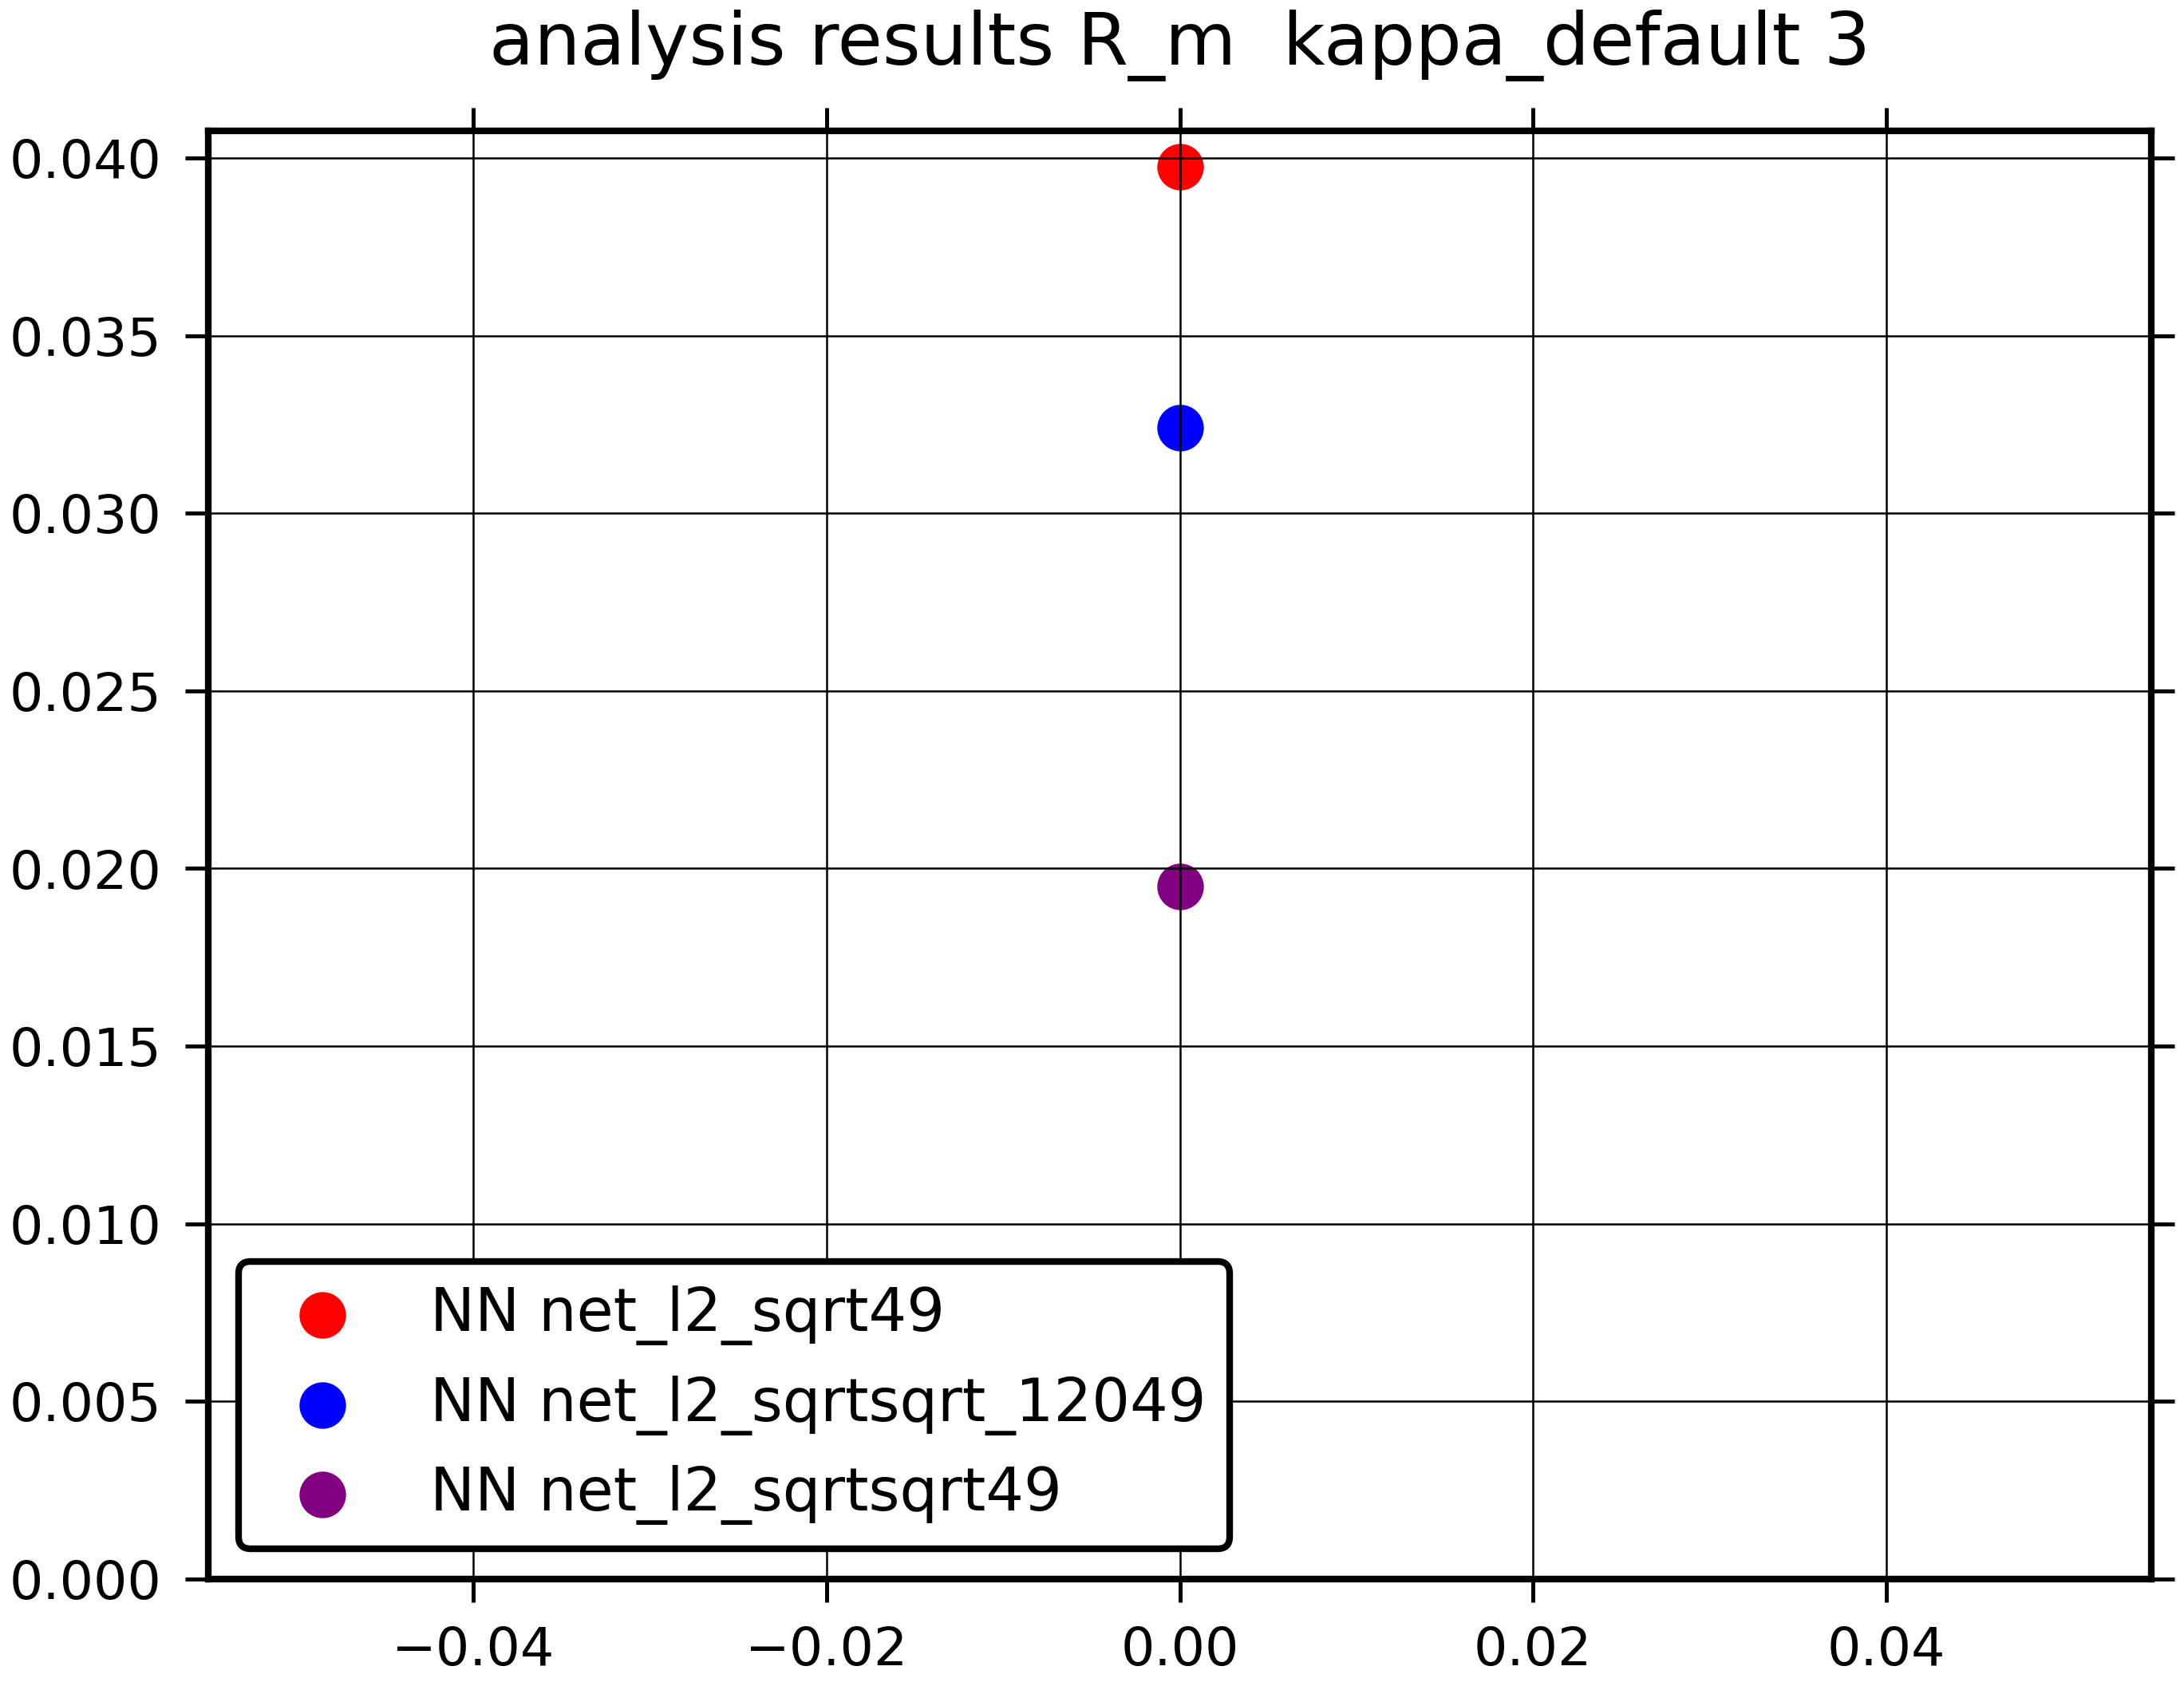 analysis results R_m  kappa_default 3
0.040
0.035
0.030
0.025
0.020
0.015
0.010
0.005
0.000
NN net_l2_sqrt49
NN net_l2_sqrtsqrt_12049
NN net_l2_sqrtsqrt49
−0.04 −0.02 0.00 0.02 0.04